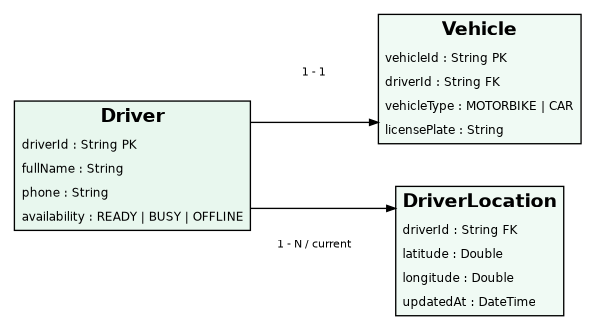 Driver
driverId : String PK
fullName : String
phone : String
availability : READY | BUSY | OFFLINE
1 - 1
Vehicle
vehicleId : String PK
driverId : String FK
vehicleType : MOTORBIKE | CAR
licensePlate : String
1 - N / current
DriverLocation
driverId : String FK
latitude : Double
longitude : Double
updatedAt : DateTime